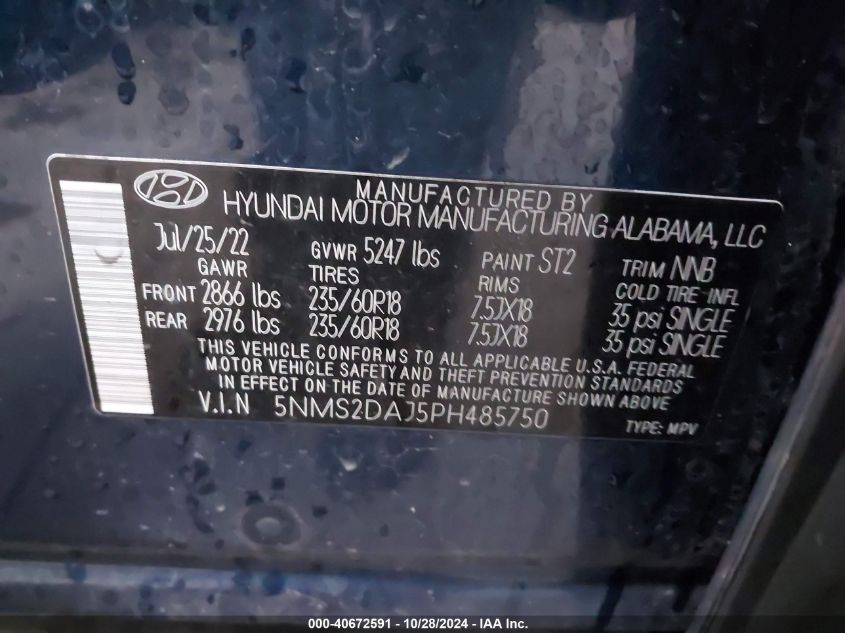 MANUFACTURED BY
HYUNDAI MOTOR MANUFACTURING ALABAMA, LLC
Jul/25/22 GVWR 5247 lbs PAINT ST2 TRIM NNB
GAWR TIRES RIMS COLD TIRE INFL
FRONT 2866 lbs 235/60R18 7.5JX18 35 psi SINGLE
REAR 2976 lbs 235/60R18 7.5JX18 35 psi SINGLE
THIS VEHICLE CONFORMS TO ALL APPLICABLE U.S.A. FEDERAL
MOTOR VEHICLE SAFETY AND THEFT PREVENTION STANDARDS
IN EFFECT ON THE DATE OF MANUFACTURE SHOWN ABOVE
V.I.N 5NMS2DAJ5PH485750 TYPE: MPV
000-40672591 - 10/28/2024 - IAA Inc.